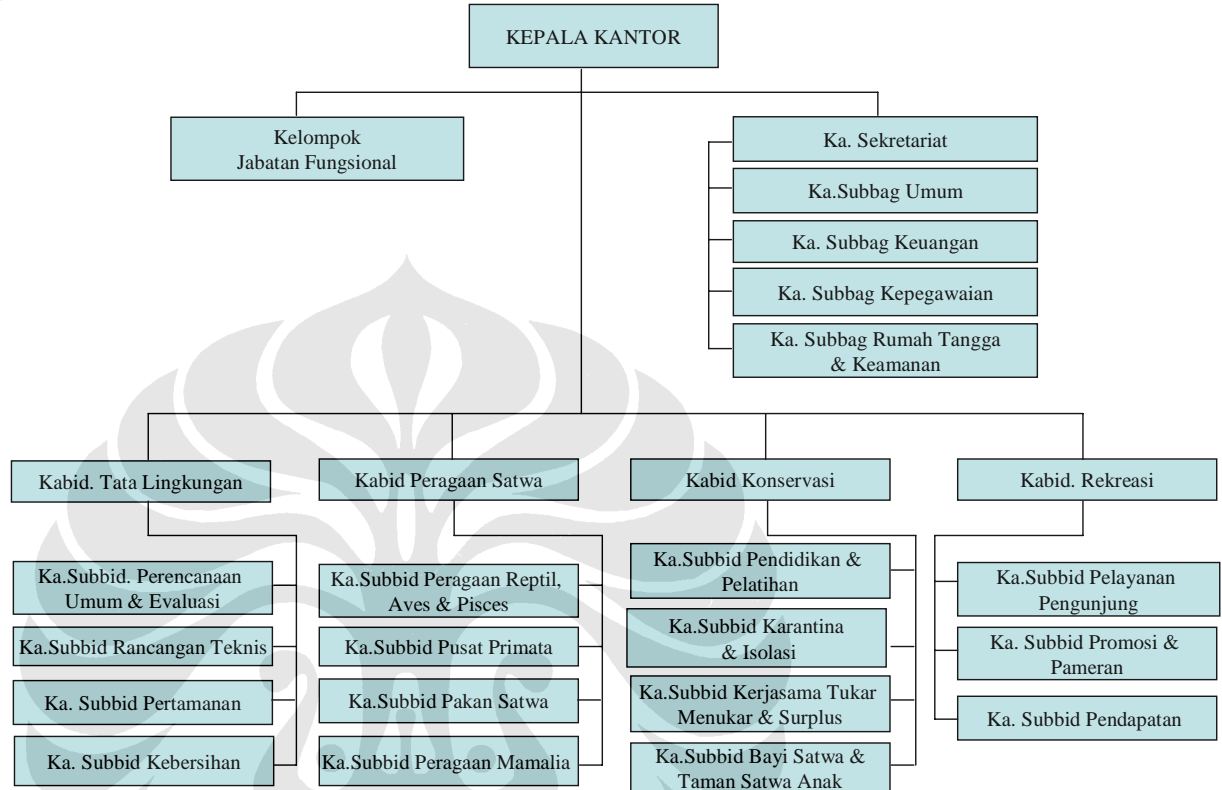 KEPALA KANTOR
Kelompok
Jabatan Fungsional
Ka. Sekretariat
Ka.Subbag Umum
Ka. Subbag Keuangan
Ka. Subbag Kepegawaian
Ka. Subbag Rumah Tangga
& Keamanan
Kabid. Tata Lingkungan
Ka.Subbid. Perencanaan
Umum & Evaluasi
Ka.Subbid Rancangan Teknis
Ka. Subbid Pertamanan
Ka. Subbid Kebersihan
Kabid Peragaan Satwa
Ka.Subbid Peragaan Reptil,
Aves & Pisces
Ka.Subbid Pusat Primata
Ka.Subbid Pakan Satwa
Ka.Subbid Peragaan Mamalia
Kabid Konservasi
Ka.Subbid Pendidikan &
Pelatihan
Ka.Subbid Karantina
& Isolasi
Ka.Subbid Kerjasama Tukar
Menukar & Surplus
Ka.Subbid Bayi Satwa &
Taman Satwa Anak
Kabid. Rekreasi
Ka.Subbid Pelayanan
Pengunjung
Ka. Subbid Promosi &
Pameran
Ka. Subbid Pendapatan